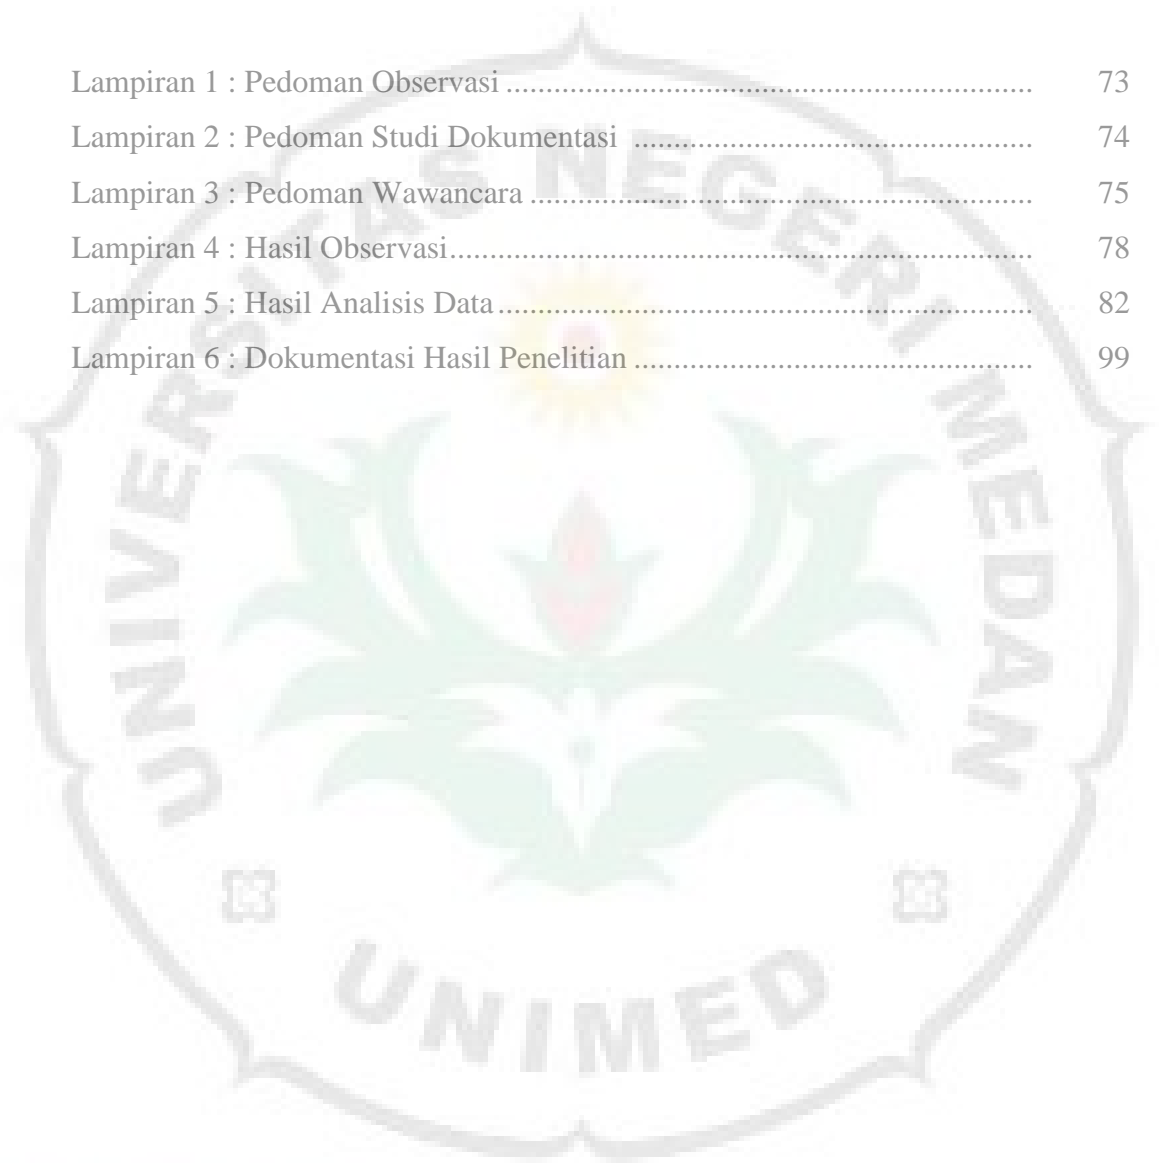 Lampiran 1 : Pedoman Observasi .................................................................. 73
Lampiran 2 : Pedoman Studi Dokumentasi .................................................. 74
Lampiran 3 : Pedoman Wawancara ............................................................... 75
Lampiran 4 : Hasil Observasi......................................................................... 78
Lampiran 5 : Hasil Analisis Data ................................................................... 82
Lampiran 6 : Dokumentasi Hasil Penelitian .................................................. 99
UNIVERSITAS NEGERI MEDAN
UNIMED